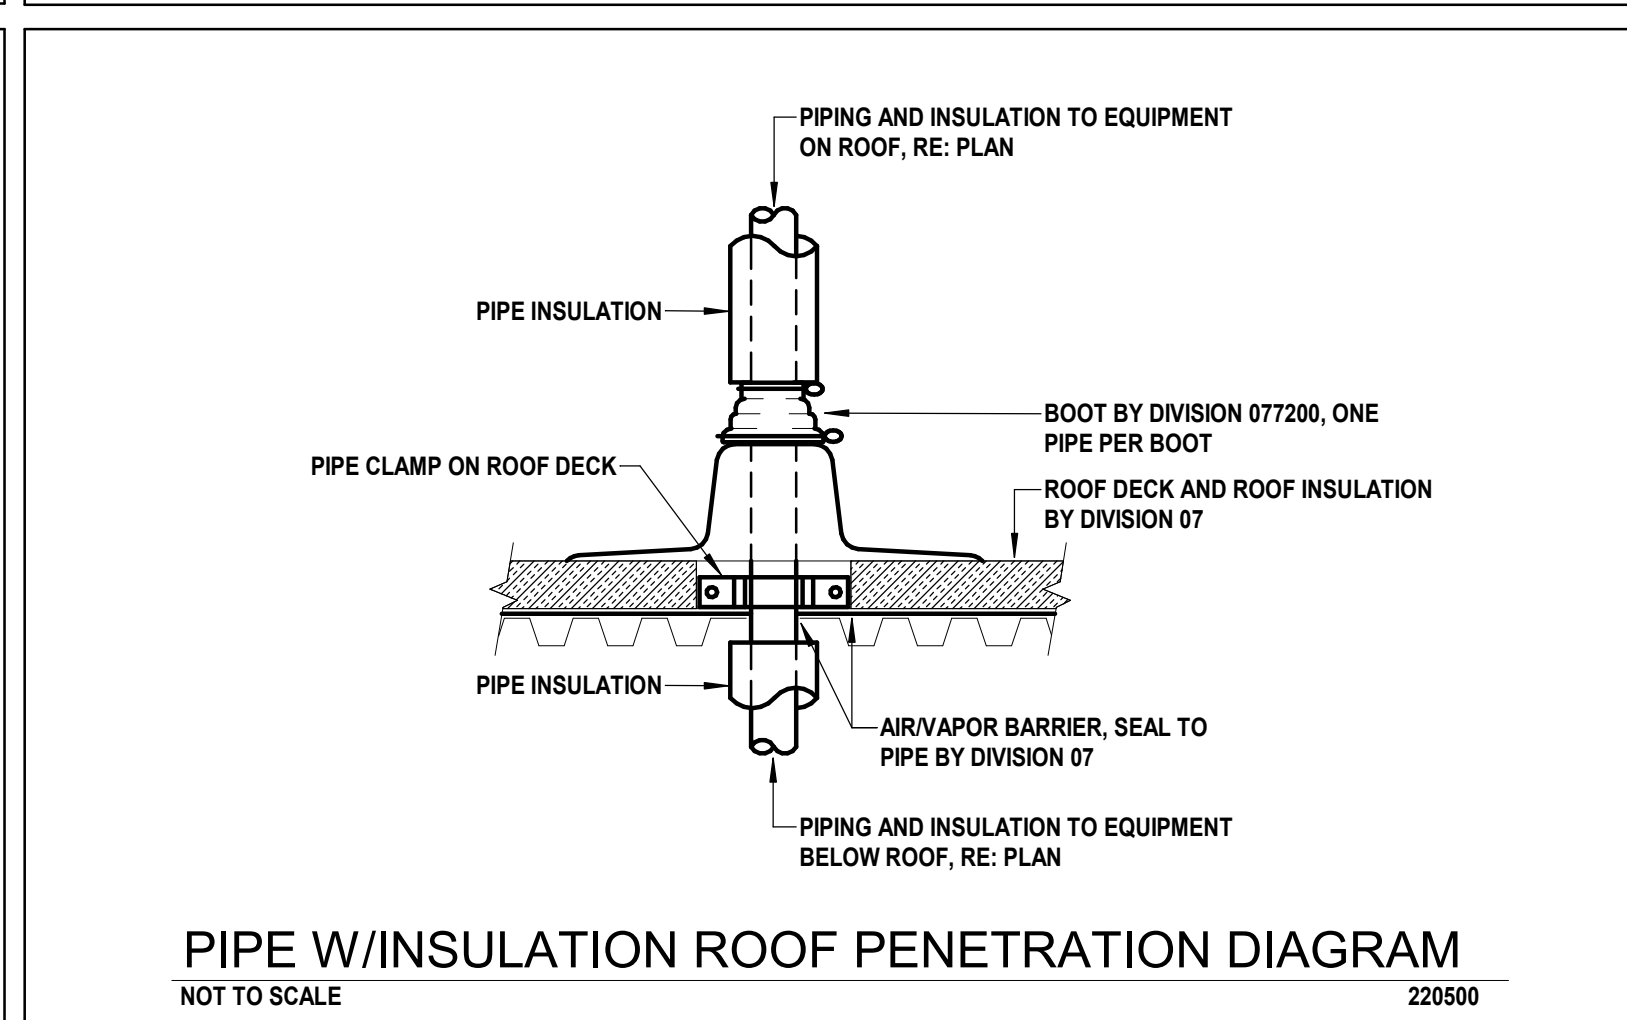 PIPING AND INSULATION TO EQUIPMENT
ON ROOF, RE: PLAN
PIPE INSULATION
BOOT BY DIVISION 077200, ONE
PIPE PER BOOT
PIPE CLAMP ON ROOF DECK
ROOF DECK AND ROOF INSULATION
BY DIVISION 07
PIPE INSULATION
AIR/VAPOR BARRIER, SEAL TO
PIPE BY DIVISION 07
PIPING AND INSULATION TO EQUIPMENT
BELOW ROOF, RE: PLAN
PIPE W/INSULATION ROOF PENETRATION DIAGRAM
NOT TO SCALE
220500